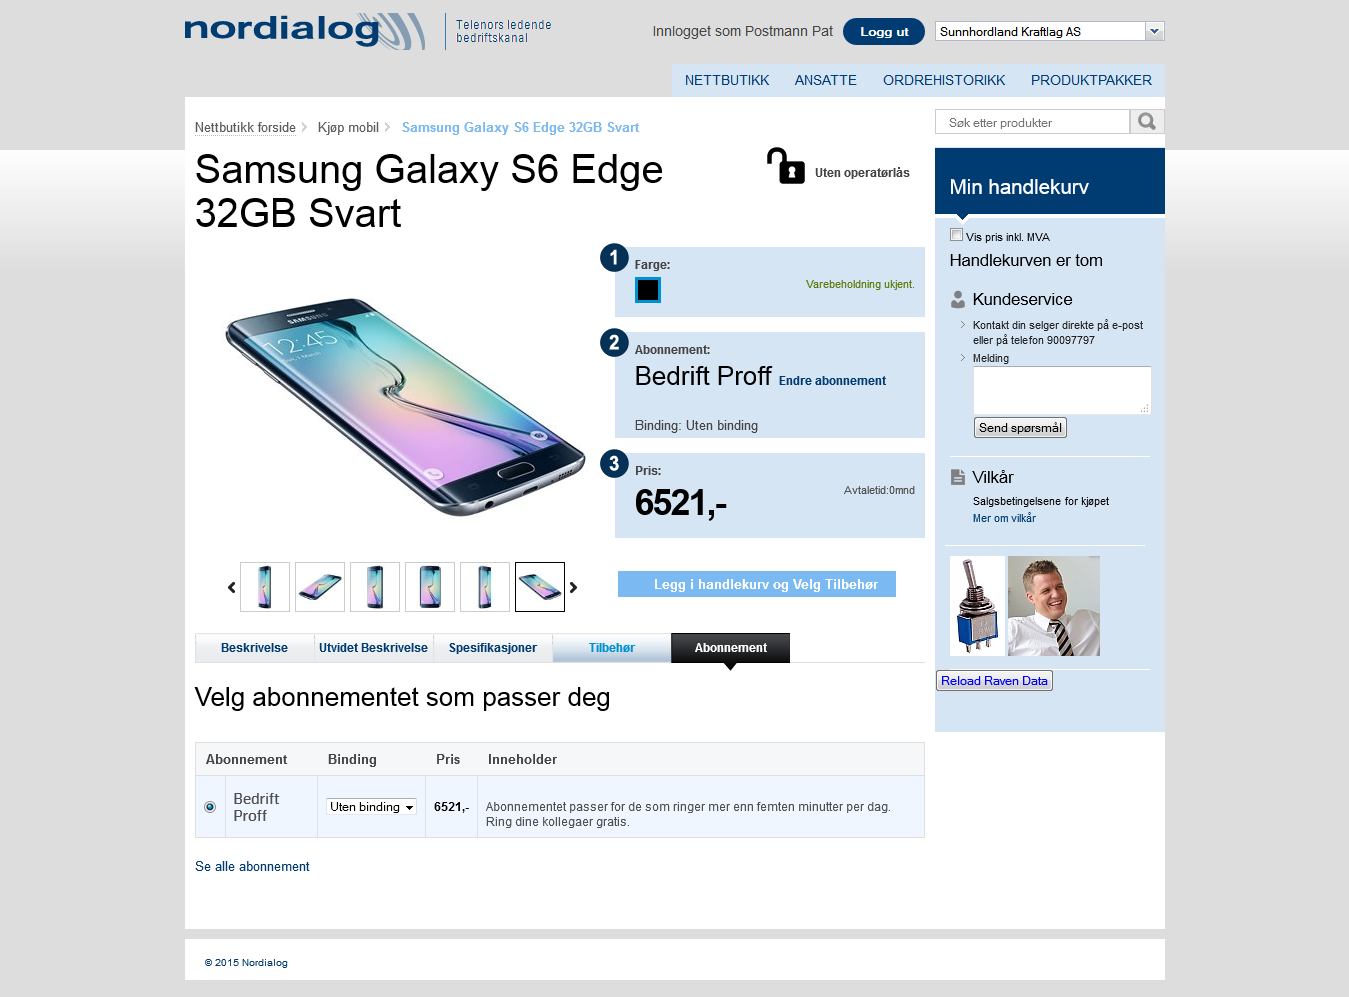 nordialog
Telenors ledende
bedriftskanal
Innlogget som Postmann Pat
Logg ut
Sunnhordland Kraftlag AS
NETTBUTIKK ANSATTE ORDREHISTORIKK PRODUKTPAKKER
Nettbutikk forside Kjøp mobil Samsung Galaxy S6 Edge 32GB Svart
Søk etter produkter
Samsung Galaxy S6 Edge
32GB Svart
Uten operatørlås
1
Farge:
Varebeholdning ukjent.
SAMSUNG
12:45
2
Abonnement:
Bedrift Proff Endre abonnement
Binding: Uten binding
3
Pris:
6521,-
Avtaletid:0mnd
Legg i handlekurv og Velg Tilbehør
Min handlekurv
Vis pris inkl. MVA
Handlekurven er tom
Kundeservice
Kontakt din selger direkte på e-post
eller på telefon 90097797
Melding
Send spørsmål
Vilkår
Salgsbetingelsene for kjøpet
Mer om vilkår
Reload Raven Data
Beskrivelse Utvidet Beskrivelse Spesifikasjoner Tilbehør Abonnement
Velg abonnementet som passer deg
Abonnement Binding Pris Inneholder
Bedrift
Proff
Uten binding
6521,-
Abonnementet passer for de som ringer mer enn femten minutter per dag.
Ring dine kollegaer gratis.
Se alle abonnement
© 2015 Nordialog